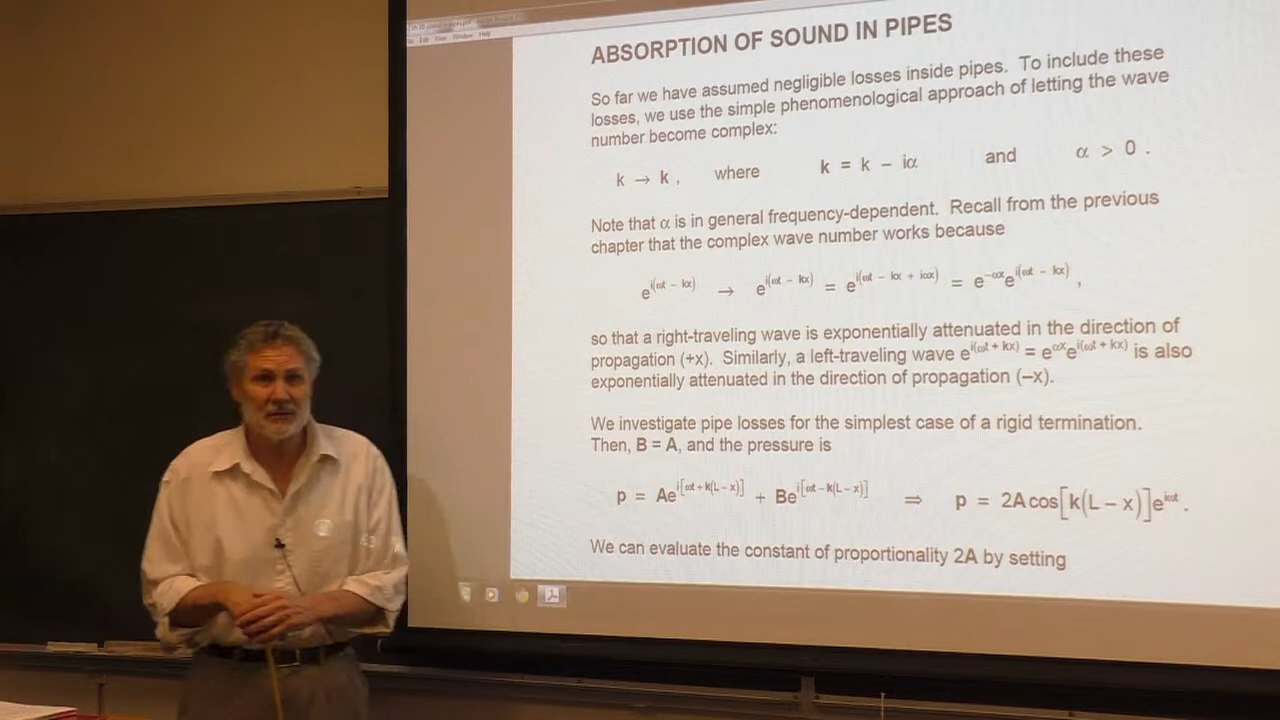 Edit View Window Help
ABSORPTION OF SOUND IN PIPES
So far we have assumed negligible losses inside pipes. To include these
losses, we use the simple phenomenological approach of letting the wave
number become complex:
k → k , where k = k − iα and α > 0 .
Note that α is in general frequency-dependent. Recall from the previous
chapter that the complex wave number works because
e^{i(ωt − kx)} → e^{i(ωt − kx)} = e^{i(ωt − kx + iαx)} = e^{−αx}e^{i(ωt − kx)} ,
so that a right-traveling wave is exponentially attenuated in the direction of
propagation (+x). Similarly, a left-traveling wave e^{i(ωt + kx)} = e^{αx}e^{i(ωt + kx)} is also
exponentially attenuated in the direction of propagation (−x).
We investigate pipe losses for the simplest case of a rigid termination.
Then, B = A, and the pressure is
p = Ae^{i[ωt+k(L−x)]} + Be^{i[ωt−k(L−x)]} ⇒ p = 2A cos[k(L − x)]e^{iωt} .
We can evaluate the constant of proportionality 2A by setting